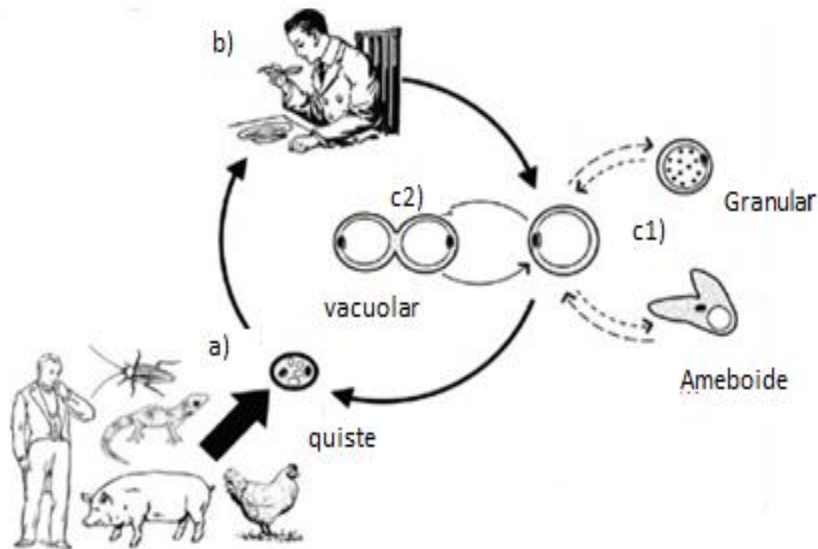 b)
Granular
c2)
c1)
vacuolar
a)
Ameboide
quiste